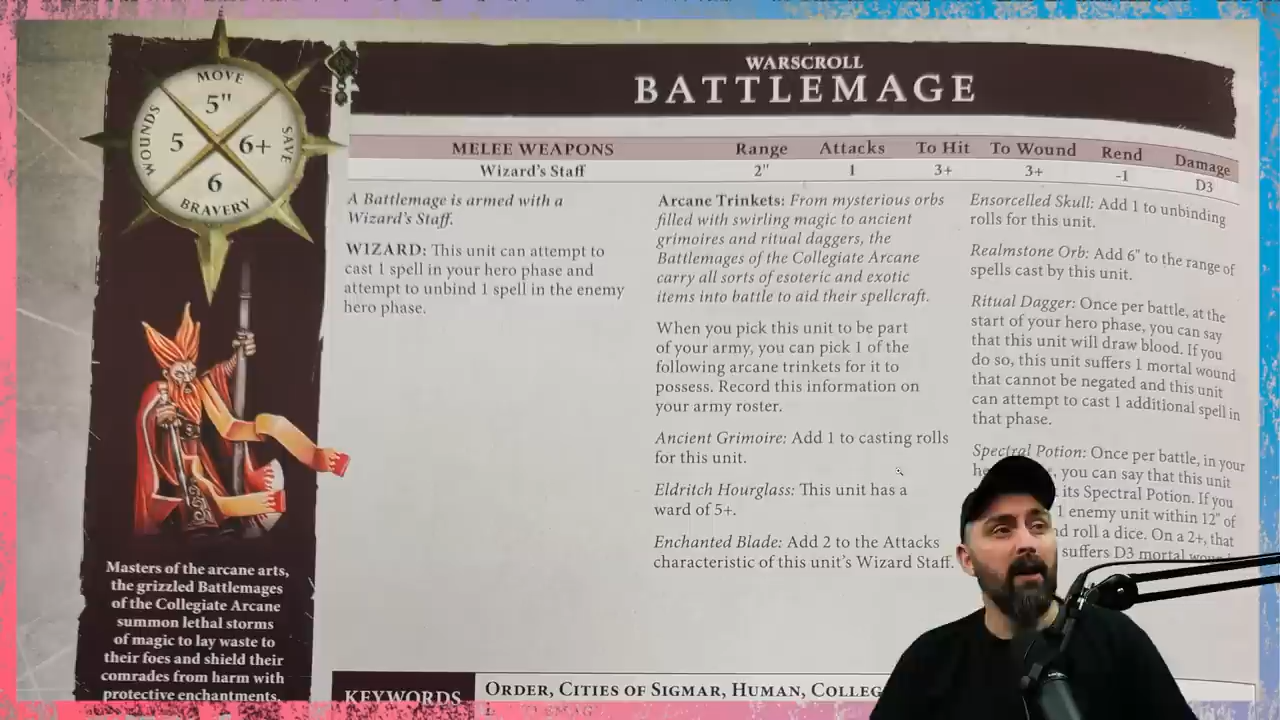 MOVE
5"
WOUNDS
5
6+
SAVE
6
BRAVERY
Masters of the arcane arts,
the grizzled Battlemages
of the Collegiate Arcane
summon lethal storms
of magic to lay waste to
their foes and shield their
comrades from harm with
protective enchantments.
WARSCROLL
BATTLEMAGE
MELEE WEAPONS Range Attacks To Hit To Wound Rend Damage
Wizard's Staff 2" 1 3+ 3+ -1 D3
A Battlemage is armed with a
Wizard's Staff.
WIZARD: This unit can attempt to
cast 1 spell in your hero phase and
attempt to unbind 1 spell in the enemy
hero phase.
Arcane Trinkets: From mysterious orbs
filled with swirling magic to ancient
grimoires and ritual daggers, the
Battlemages of the Collegiate Arcane
carry all sorts of esoteric and exotic
items into battle to aid their spellcraft.
When you pick this unit to be part
of your army, you can pick 1 of the
following arcane trinkets for it to
possess. Record this information on
your army roster.
Ancient Grimoire: Add 1 to casting rolls
for this unit.
Eldritch Hourglass: This unit has a
ward of 5+.
Enchanted Blade: Add 2 to the Attacks
characteristic of this unit's Wizard Staff.
Ensorcelled Skull: Add 1 to unbinding
rolls for this unit.
Realmstone Orb: Add 6" to the range of
spells cast by this unit.
Ritual Dagger: Once per battle, at the
start of your hero phase, you can say
that this unit will draw blood. If you
do so, this unit suffers 1 mortal wound
that cannot be negated and this unit
can attempt to cast 1 additional spell in
that phase.
Spectral Potion: Once per battle, in your
you can say that this unit
its Spectral Potion. If you
1 enemy unit within 12" of
roll a dice. On a 2+, that
suffers D3 mortal
KEYWORDS
ORDER, CITIES OF SIGMAR, HUMAN,